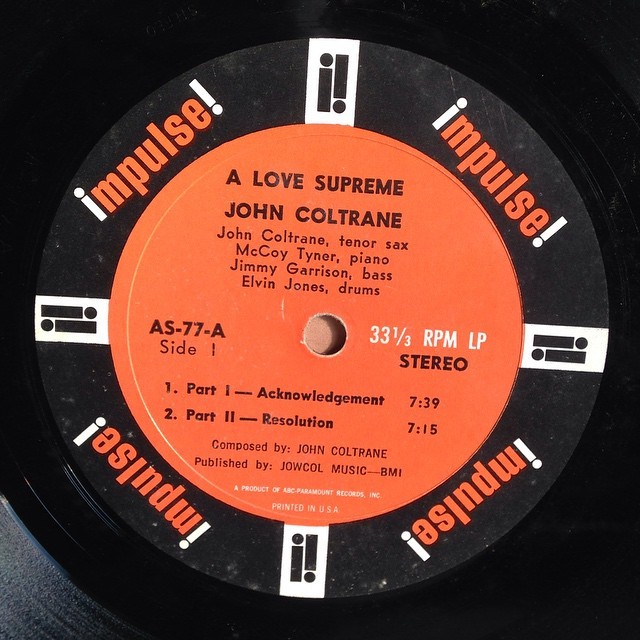 impulse!
impulse!
A LOVE SUPREME
JOHN COLTRANE
John Coltrane, tenor sax
McCoy Tyner, piano
Jimmy Garrison, bass
Elvin Jones, drums
AS-77-A
Side 1
33 1/3 RPM LP
STEREO
1. Part I — Acknowledgement 7:39
2. Part II — Resolution 7:15
Composed by: JOHN COLTRANE
Published by: JOWCOL MUSIC—BMI
A PRODUCT OF ABC-PARAMOUNT RECORDS, INC.
PRINTED IN U.S.A.
impulse!
impulse!
i!
i!
i!
i!